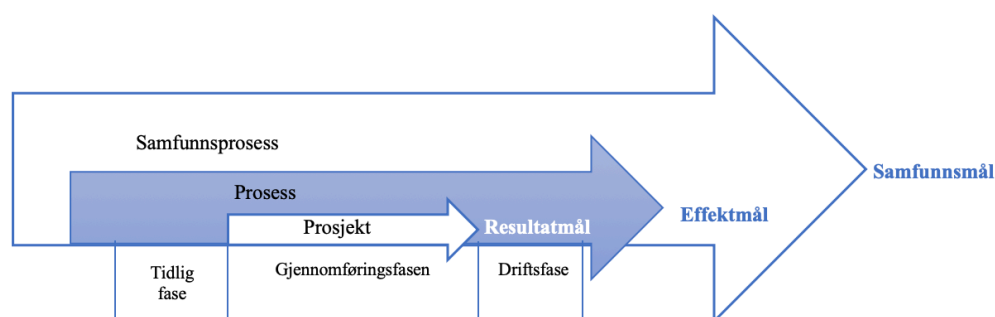 Samfunnsprosess
Samfunnsmål
Prosess
Effektmål
Prosjekt
Resultatmål
Tidlig
fase
Gjennomføringsfasen
Driftsfase